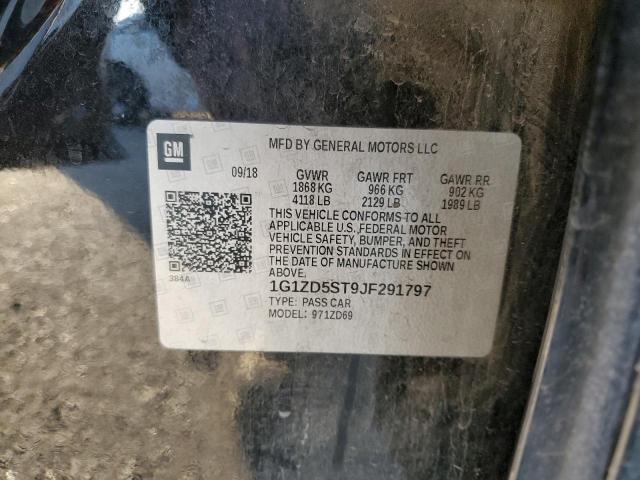 GM
MFD BY GENERAL MOTORS LLC
09/18 GVWR GAWR FRT GAWR RR
1868 KG 966 KG 902 KG
4118 LB 2129 LB 1989 LB
THIS VEHICLE CONFORMS TO ALL
APPLICABLE U.S. FEDERAL MOTOR
VEHICLE SAFETY, BUMPER, AND THEFT
PREVENTION STANDARDS IN EFFECT ON
THE DATE OF MANUFACTURE SHOWN
ABOVE.
384A
1G1ZD5ST9JF291797
TYPE: PASS CAR
MODEL: 971ZD69